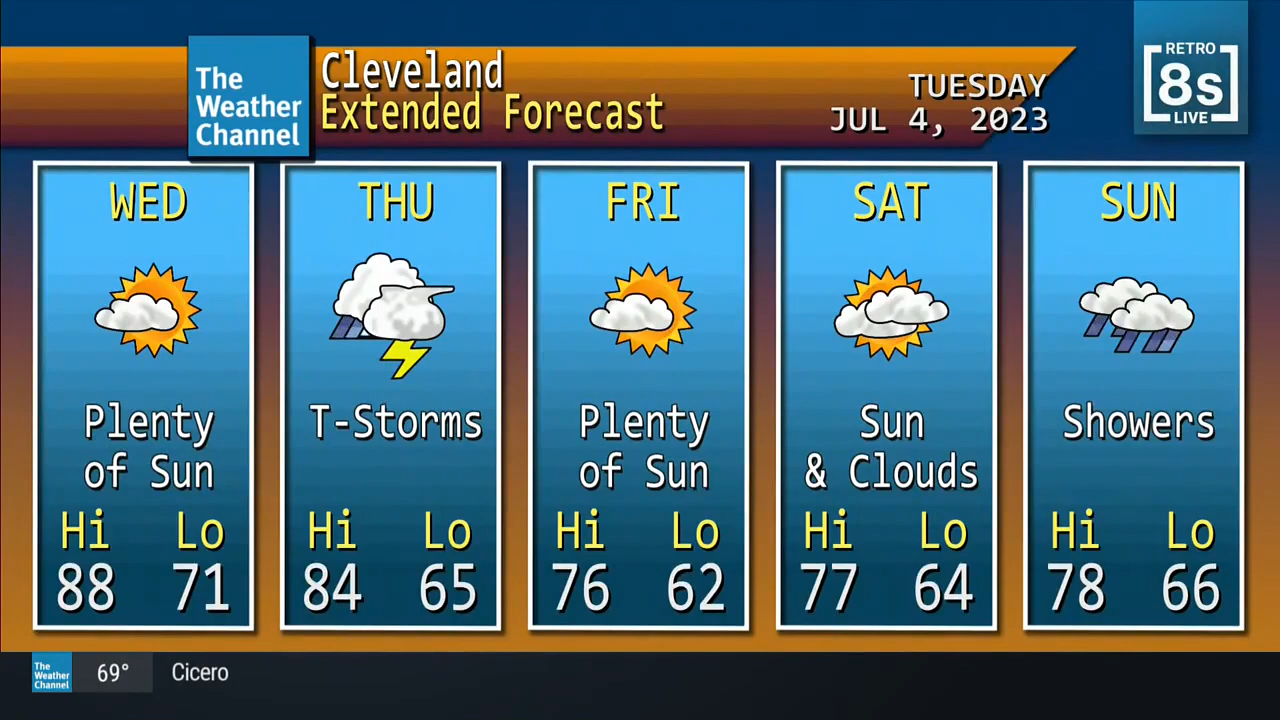 The
Weather
Channel
Cleveland
Extended Forecast
TUESDAY
JUL 4, 2023
RETRO
8s
LIVE
WED
Plenty
of Sun
Hi Lo
88 71
THU
T-Storms
Hi Lo
84 65
FRI
Plenty
of Sun
Hi Lo
76 62
SAT
Sun
& Clouds
Hi Lo
77 64
SUN
Showers
Hi Lo
78 66
The
Weather
Channel
69° Cicero